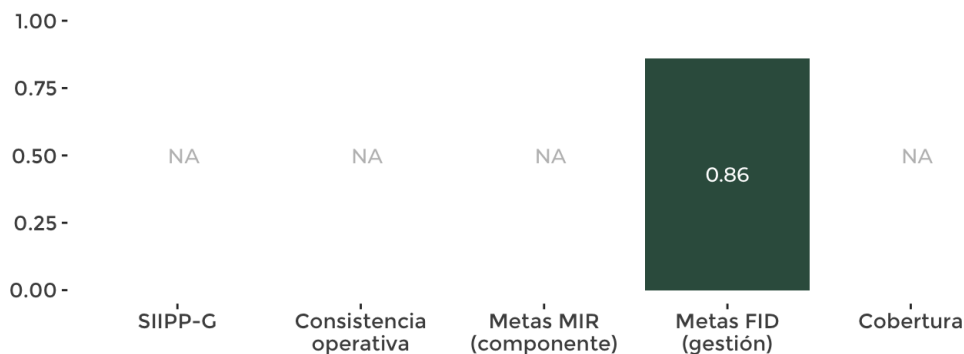 1.00
0.75
0.50
0.25
0.00
NA
NA
NA
0.86
NA
SIIPP-G
Consistencia
operativa
Metas MIR
(componente)
Metas FID
(gestión)
Cobertura